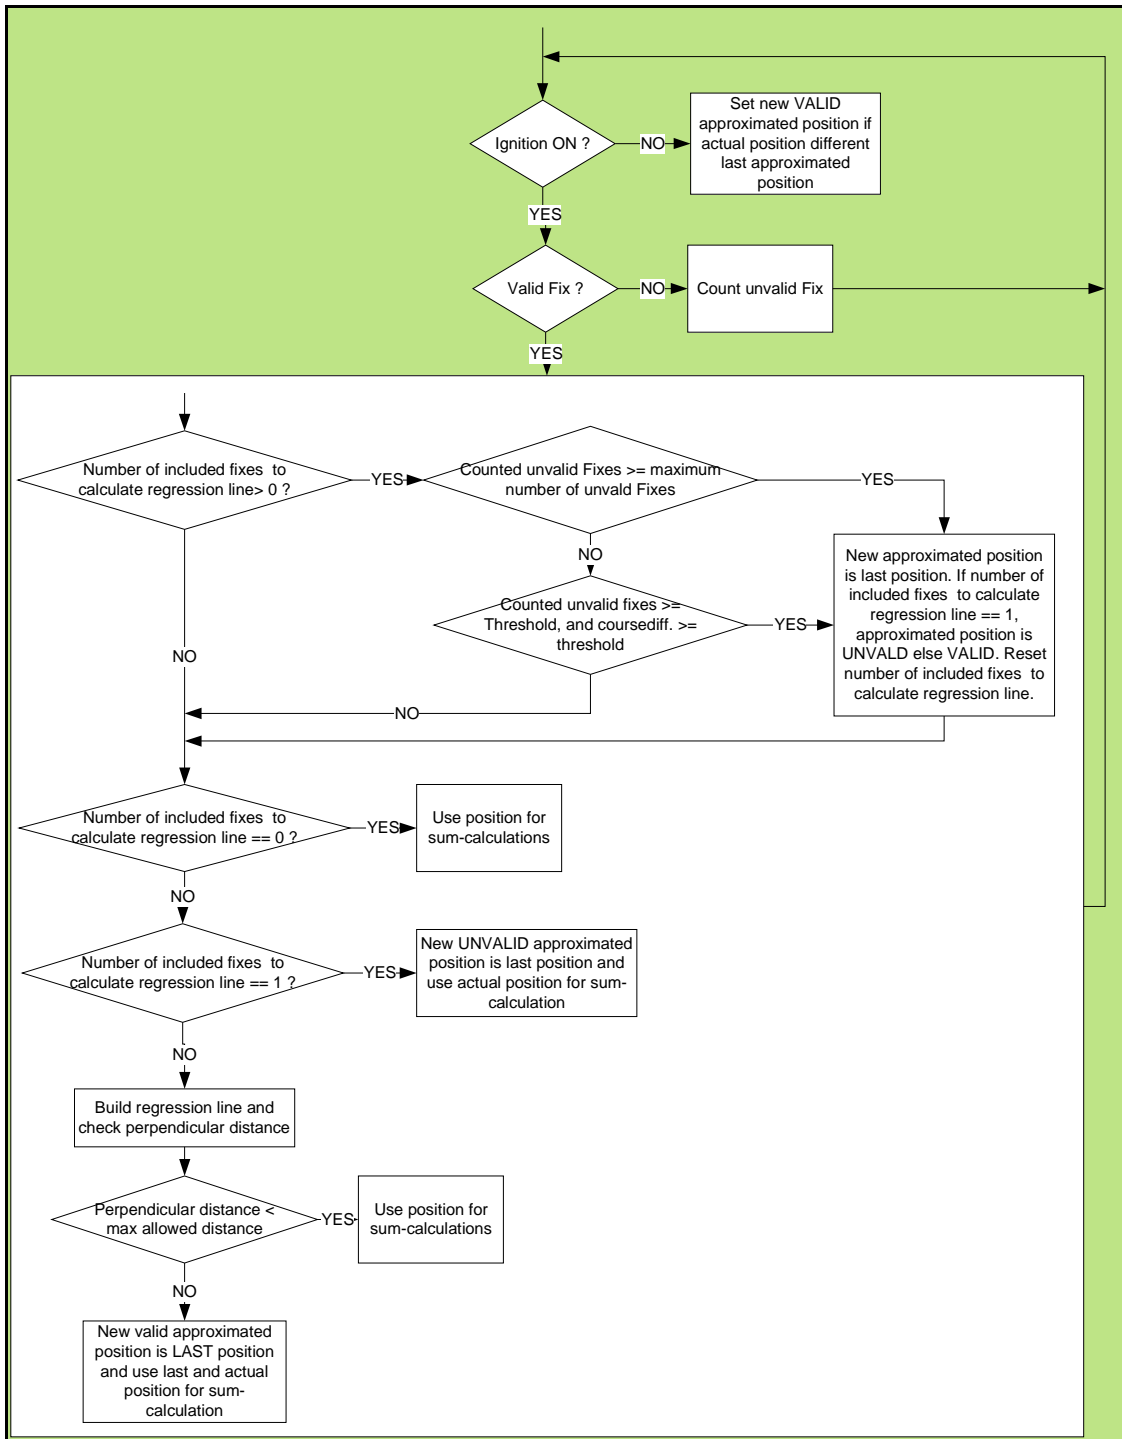 Ignition ON ?
NO
Set new VALID
approximated position if
actual position different
last approximated
position
YES
Valid Fix ?
NO
Count unvalid Fix
YES
Number of included fixes to
calculate regression line> 0 ?
YES
Counted unvalid Fixes >= maximum
number of unvald Fixes
YES
NO
New approximated position
is last position. If number of
included fixes to calculate
regression line == 1,
approximated position is
UNVALD else VALID. Reset
number of included fixes to
calculate regression line.
Counted unvalid fixes >=
Threshold, and coursediff. >=
threshold
YES
NO
NO
Number of included fixes to
calculate regression line == 0 ?
YES
Use position for
sum-calculations
NO
Number of included fixes to
calculate regression line == 1 ?
YES
New UNVALID approximated
position is last position and
use actual position for sum-
calculation
NO
Build regression line and
check perpendicular distance
Perpendicular distance <
max allowed distance
YES
Use position for
sum-calculations
NO
New valid approximated
position is LAST position
and use last and actual
position for sum-
calculation